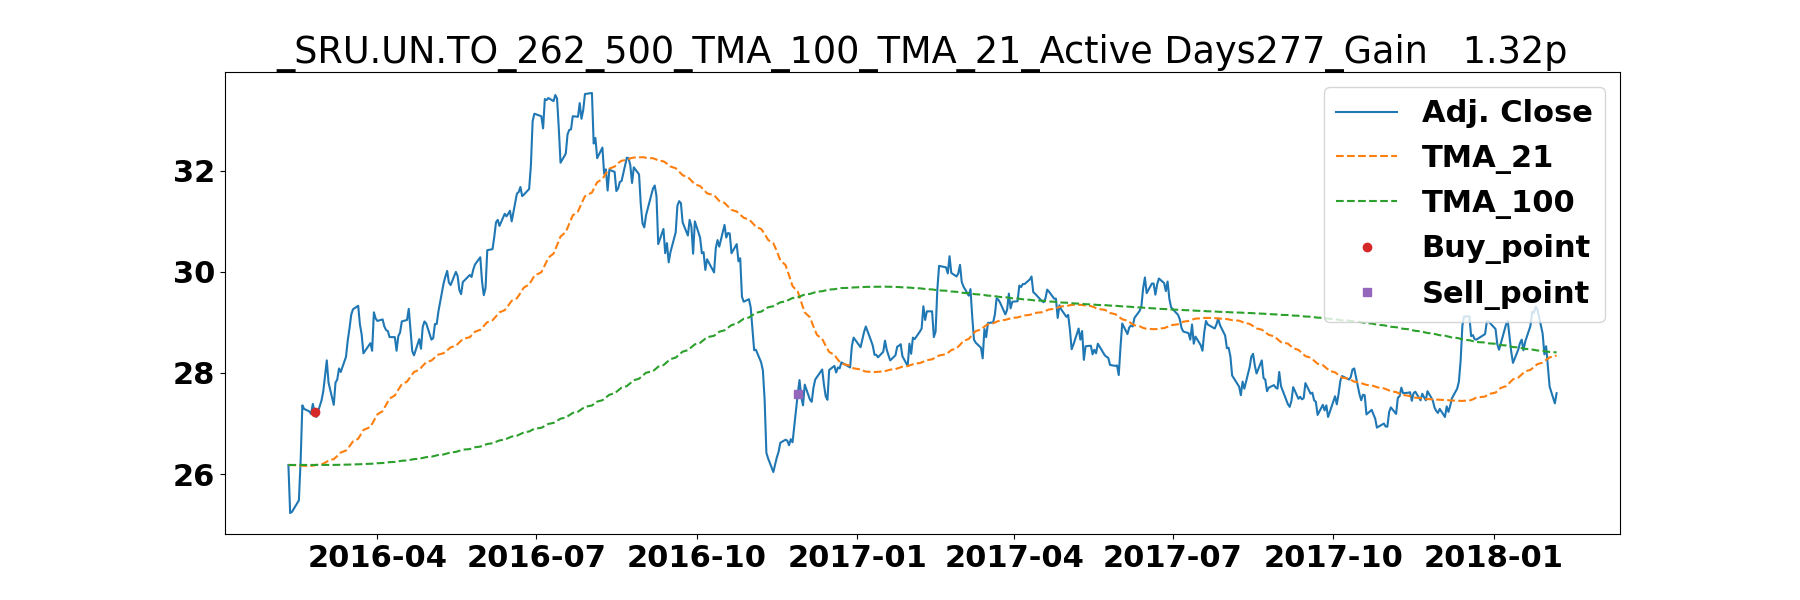 _SRU.UN.TO_262_500_TMA_100_TMA_21_Active Days277_Gain   1.32p
Adj. Close
TMA_21
TMA_100
Buy_point
Sell_point
32
30
28
26
2016-04 2016-07 2016-10 2017-01 2017-04 2017-07 2017-10 2018-01